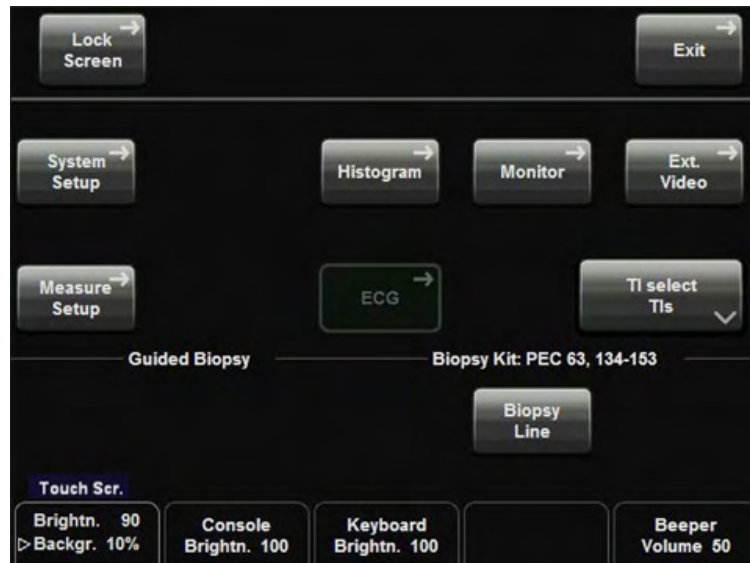 Lock
Screen
Exit
System
Setup
Histogram
Monitor
Ext.
Video
Measure
Setup
ECG
TI select
TIs
Guided Biopsy
Biopsy Kit: PEC 63, 134-153
Biopsy
Line
Touch Scr.
Brightn. 90
Backgr. 10%
Console
Brightn. 100
Keyboard
Brightn. 100
Beeper
Volume 50